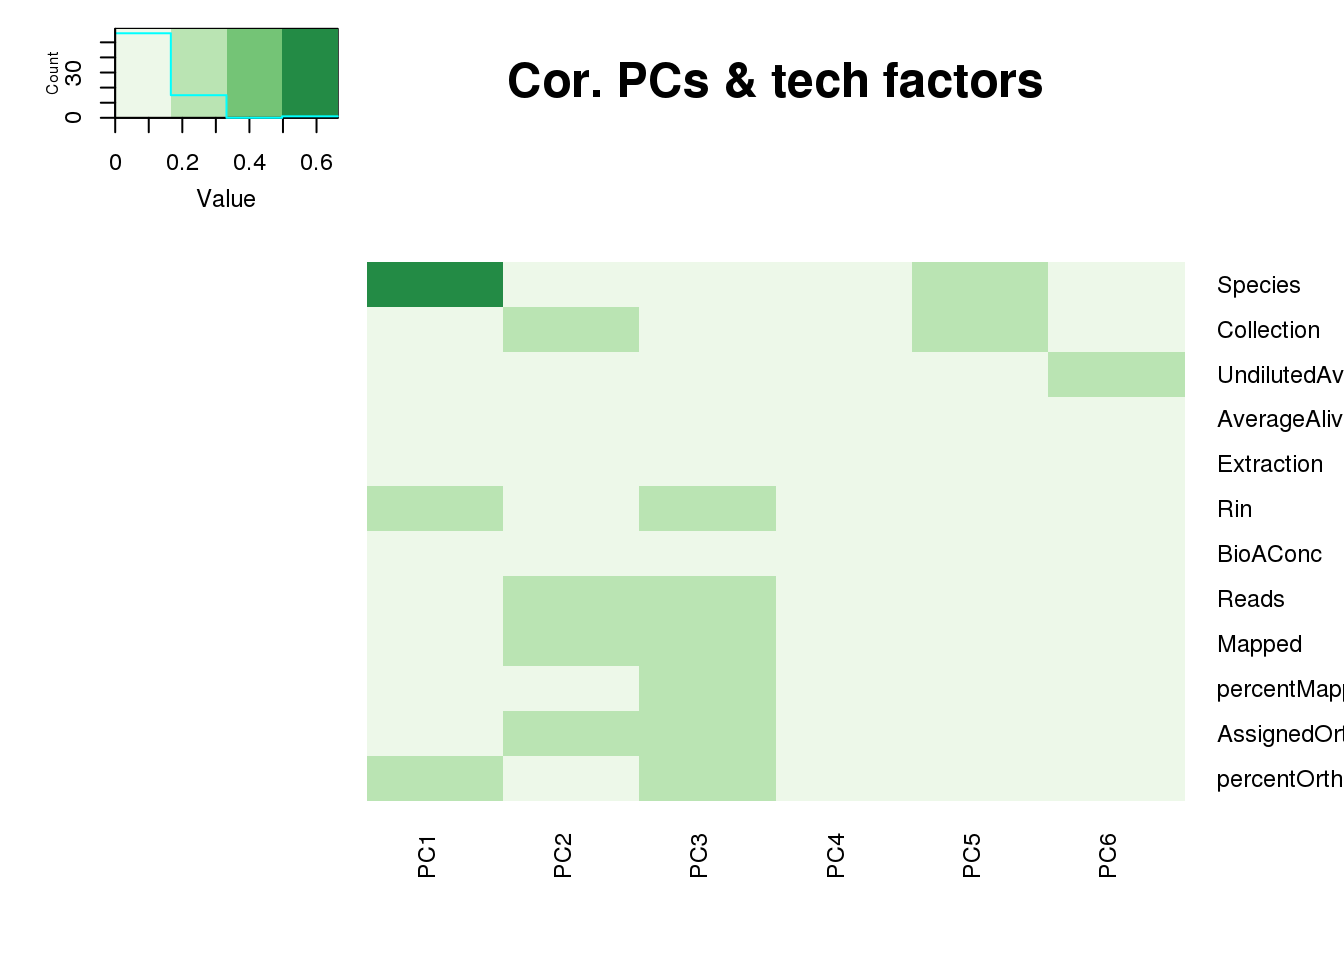 Cor. PCs & tech factors
Count
0 30
0 0.2 0.4 0.6
Value
Species
Collection
UndilutedAv
AverageAliv
Extraction
Rin
BioAConc
Reads
Mapped
percentMapp
AssignedOrt
percentOrth
PC1 PC2 PC3 PC4 PC5 PC6